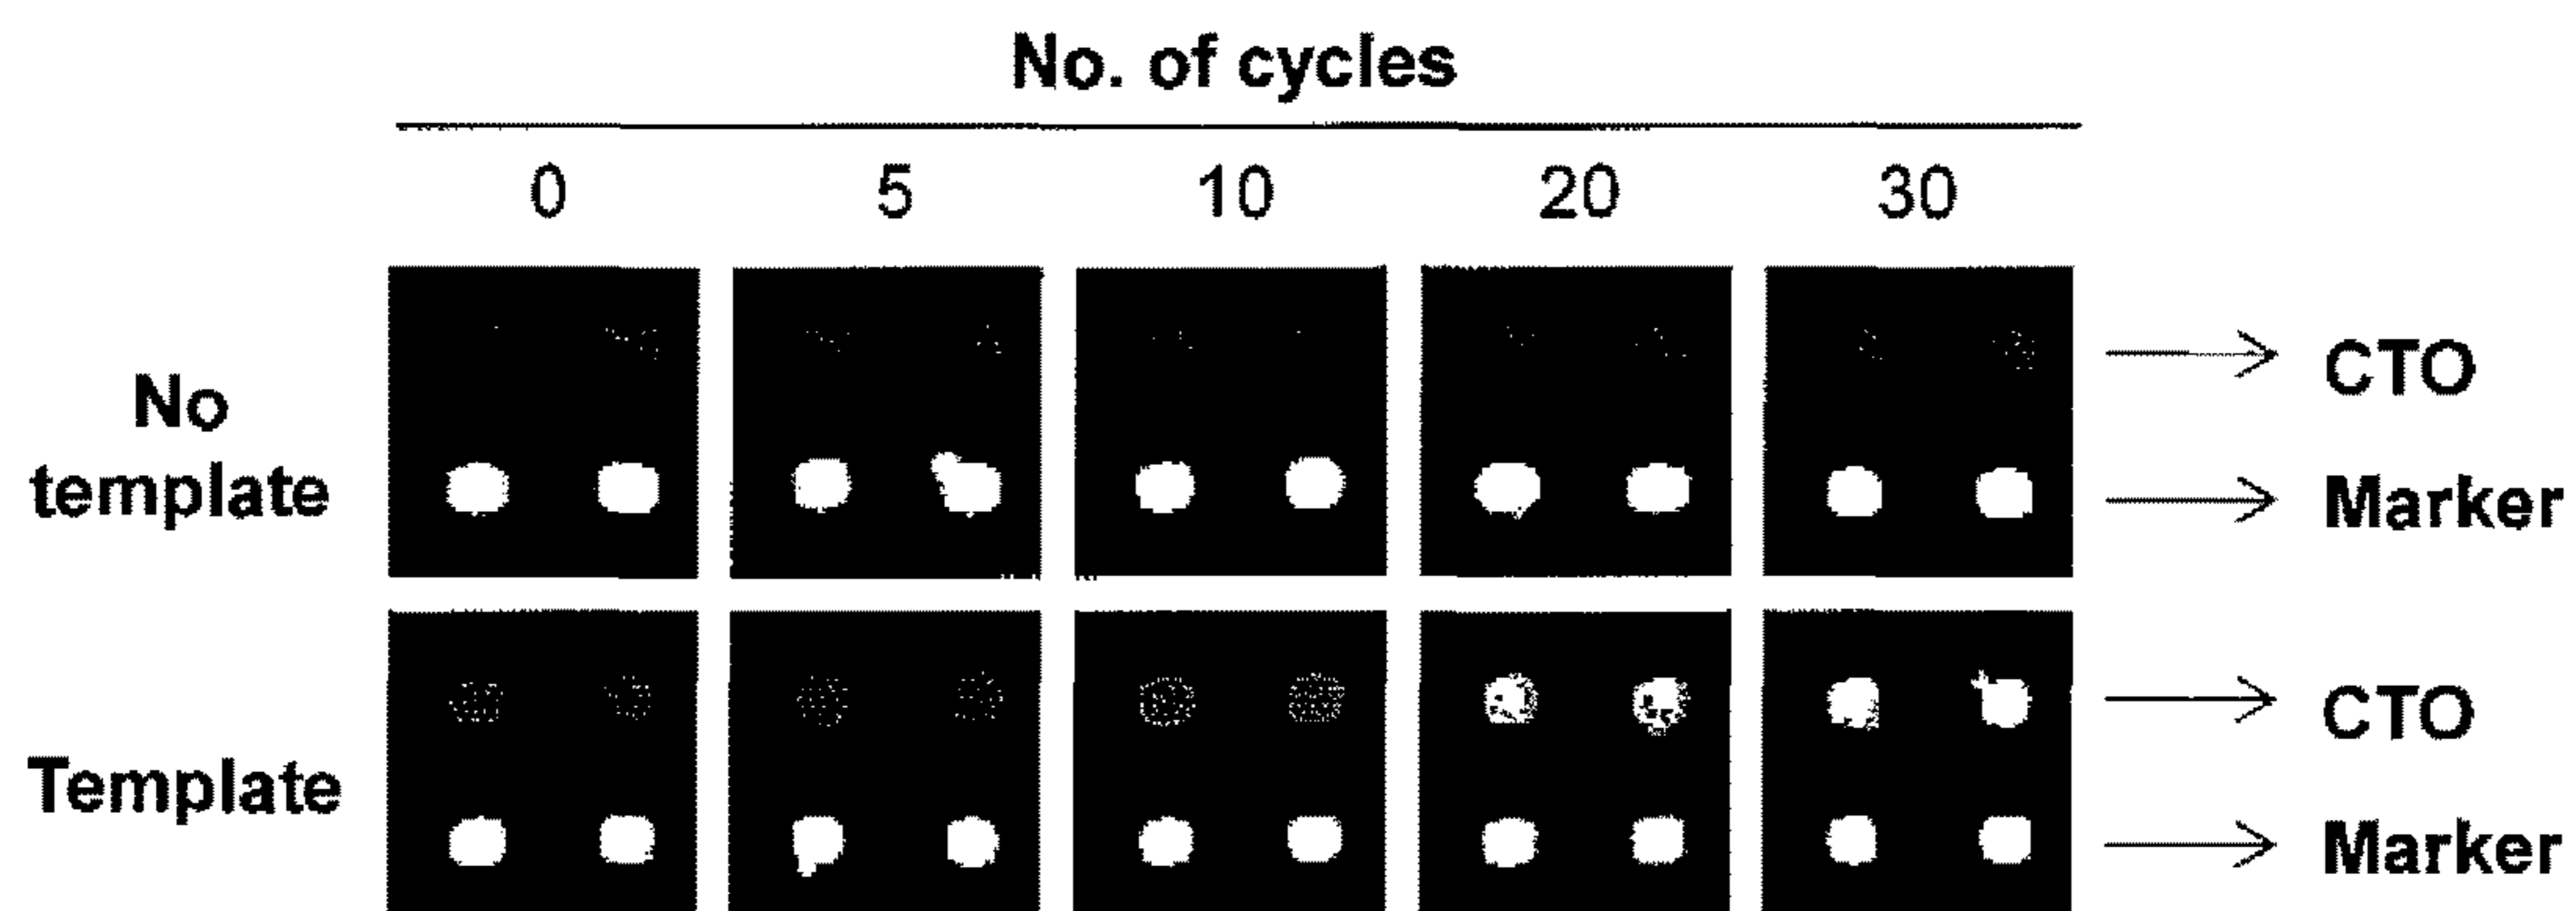 No. of cycles
0 5 10 20 30
No
template
CTO
Marker
Template
CTO
Marker